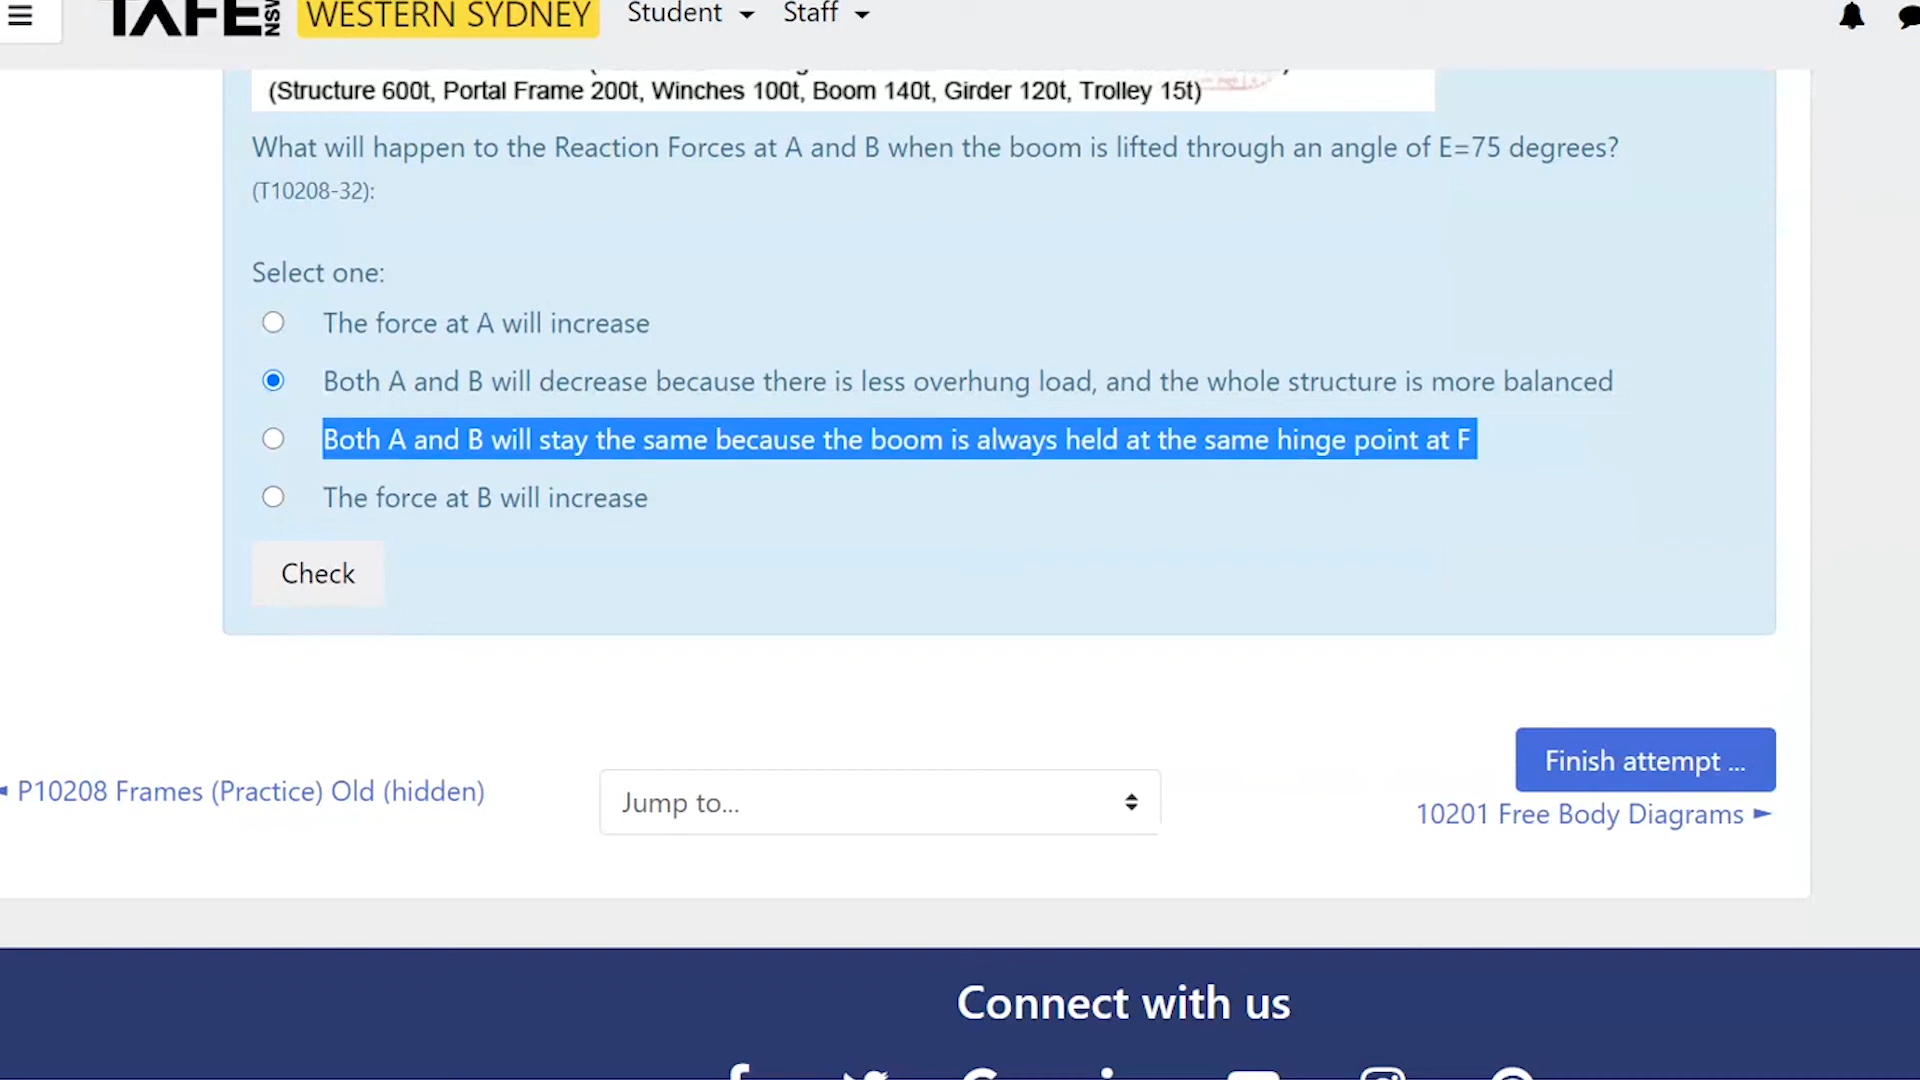 TAFE NSW WESTERN SYDNEY Student Staff
(Structure 600t, Portal Frame 200t, Winches 100t, Boom 140t, Girder 120t, Trolley 15t)
What will happen to the Reaction Forces at A and B when the boom is lifted through an angle of E=75 degrees?
(T10208-32):
Select one:
The force at A will increase
Both A and B will decrease because there is less overhung load, and the whole structure is more balanced
Both A and B will stay the same because the boom is always held at the same hinge point at F
The force at B will increase
Check
Finish attempt ...
◄ P10208 Frames (Practice) Old (hidden)
Jump to...
10201 Free Body Diagrams ►
Connect with us